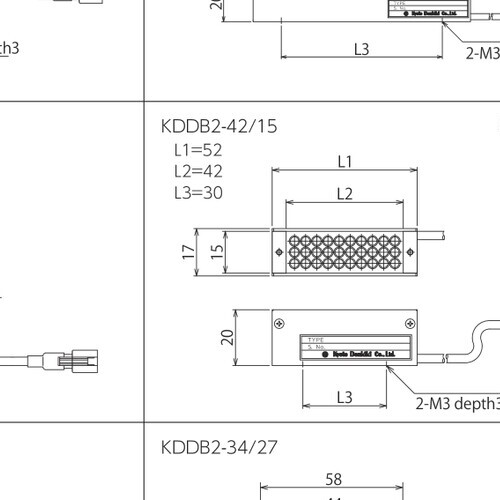 th3
20
TYPE
S. No.
Kyoto Denkiki Co.,Ltd.
L3
2-M3
KDDB2-42/15
L1=52
L2=42
L3=30
L1
L2
17
15
20
TYPE
S. No.
Kyoto Denkiki Co.,Ltd.
L3
2-M3 depth3
KDDB2-34/27
58